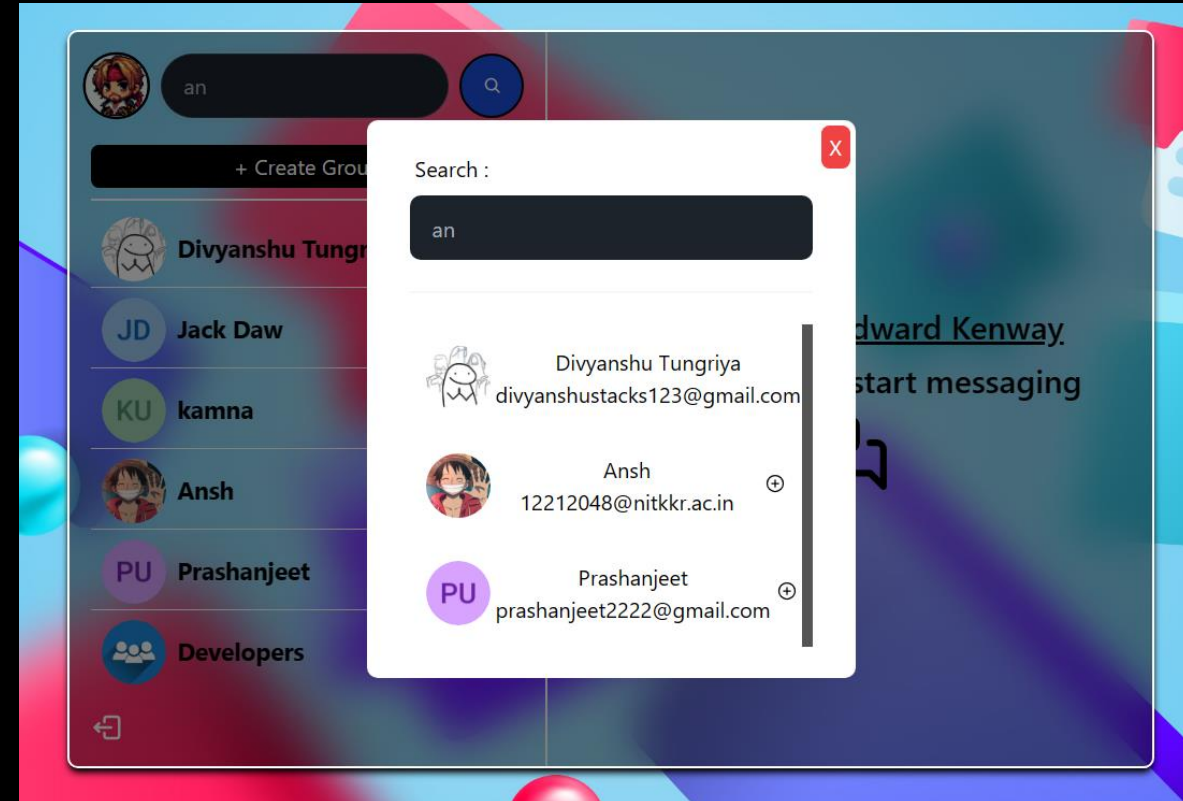 an
+ Create Grou
Divyanshu Tungr
JD Jack Daw
KU kamna
Ansh
PU Prashanjeet
Developers
X
Search :
an
Divyanshu Tungriya
divyanshustacks123@gmail.com
Ansh
12212048@nitkkr.ac.in
PU
Prashanjeet
prashanjeet2222@gmail.com
dward Kenway
start messaging